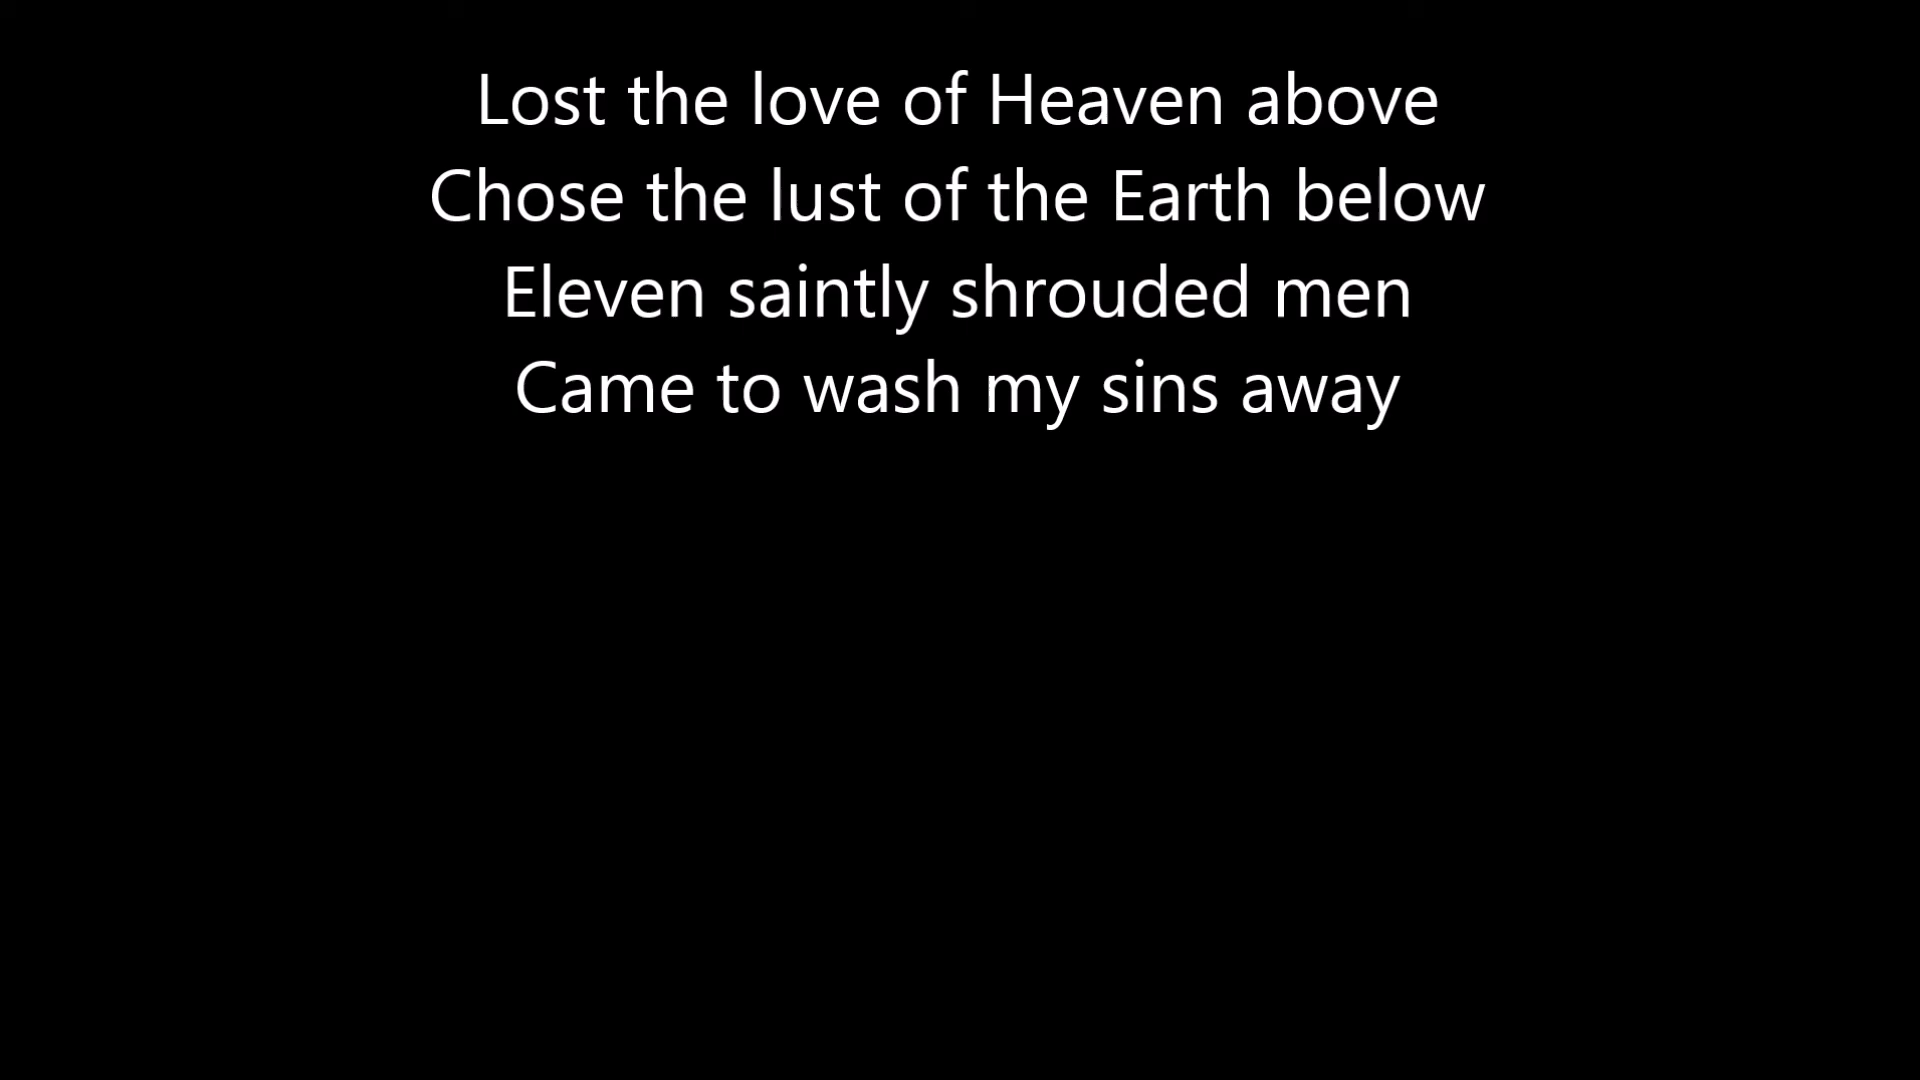 Lost the love of Heaven above
Chose the lust of the Earth below
Eleven saintly shrouded men
Came to wash my sins away